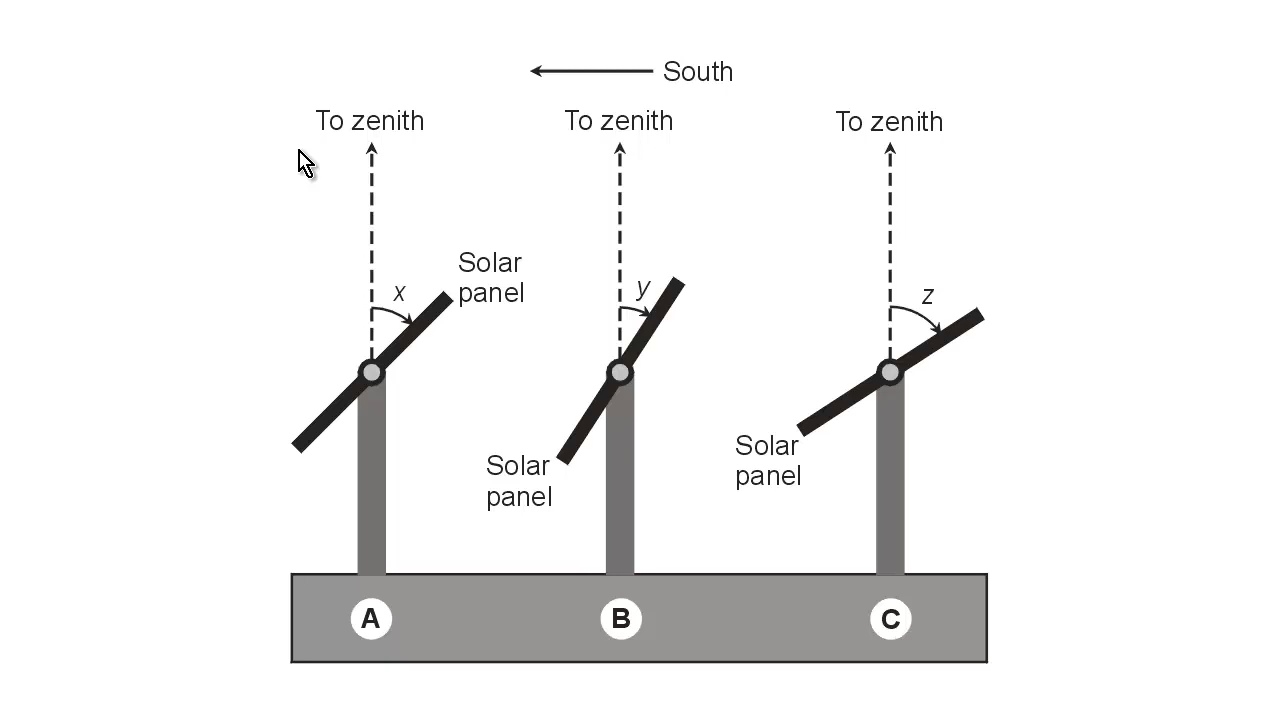 South
To zenith
To zenith
To zenith
Solar
panel
x
y
z
Solar
panel
Solar
panel
A
B
C